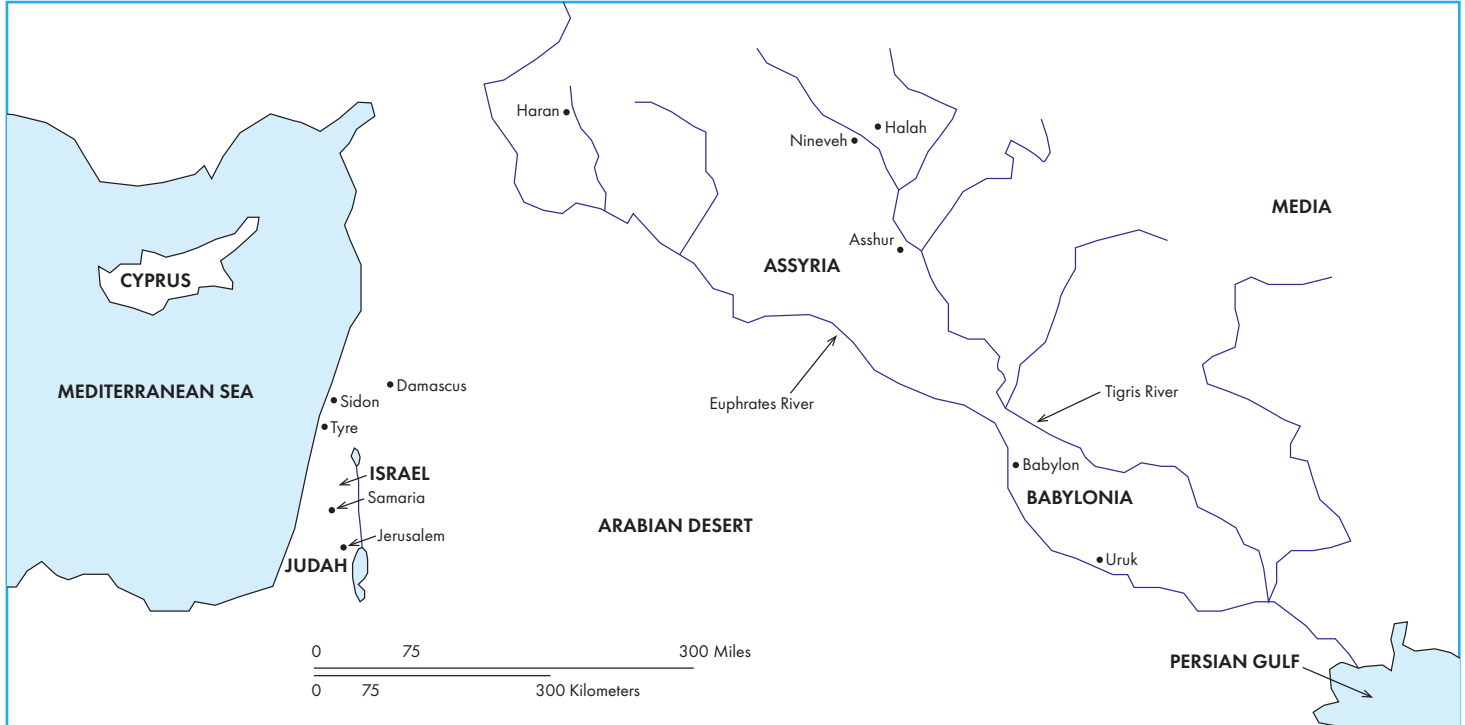 Haran
Halah
Nineveh
MEDIA
Asshur
ASSYRIA
CYPRUS
Damascus
MEDITERRANEAN SEA
Sidon
Tigris River
Euphrates River
Tyre
Babylon
ISRAEL
Samaria
BABYLONIA
ARABIAN DESERT
Jerusalem
Uruk
JUDAH
0 75 300 Miles
PERSIAN GULF
0 75 300 Kilometers